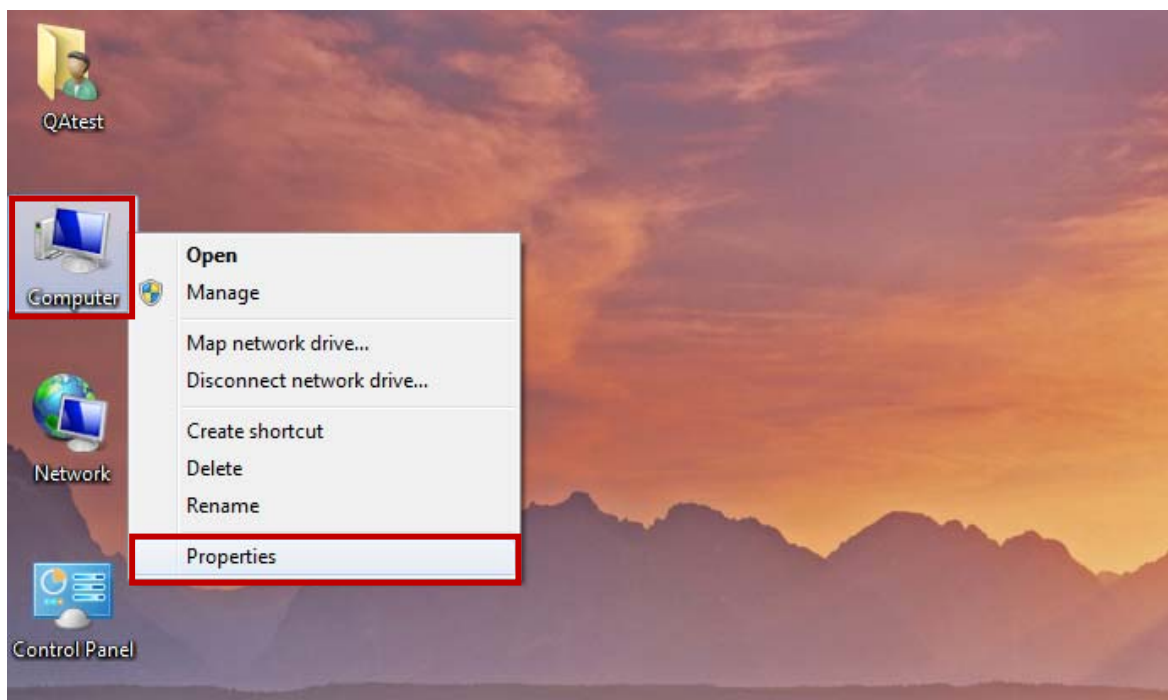 QAtest
Computer
Open
Manage
Map network drive...
Disconnect network drive...
Create shortcut
Delete
Rename
Properties
Network
Control Panel